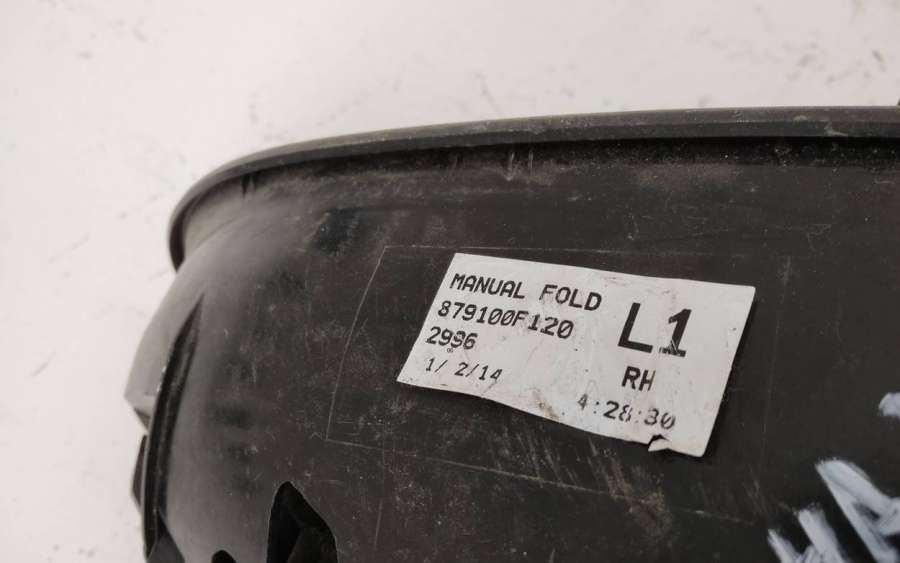 MANUAL FOLD
879100F120
L1
2996
RH
1/ 2/14
4:28:30